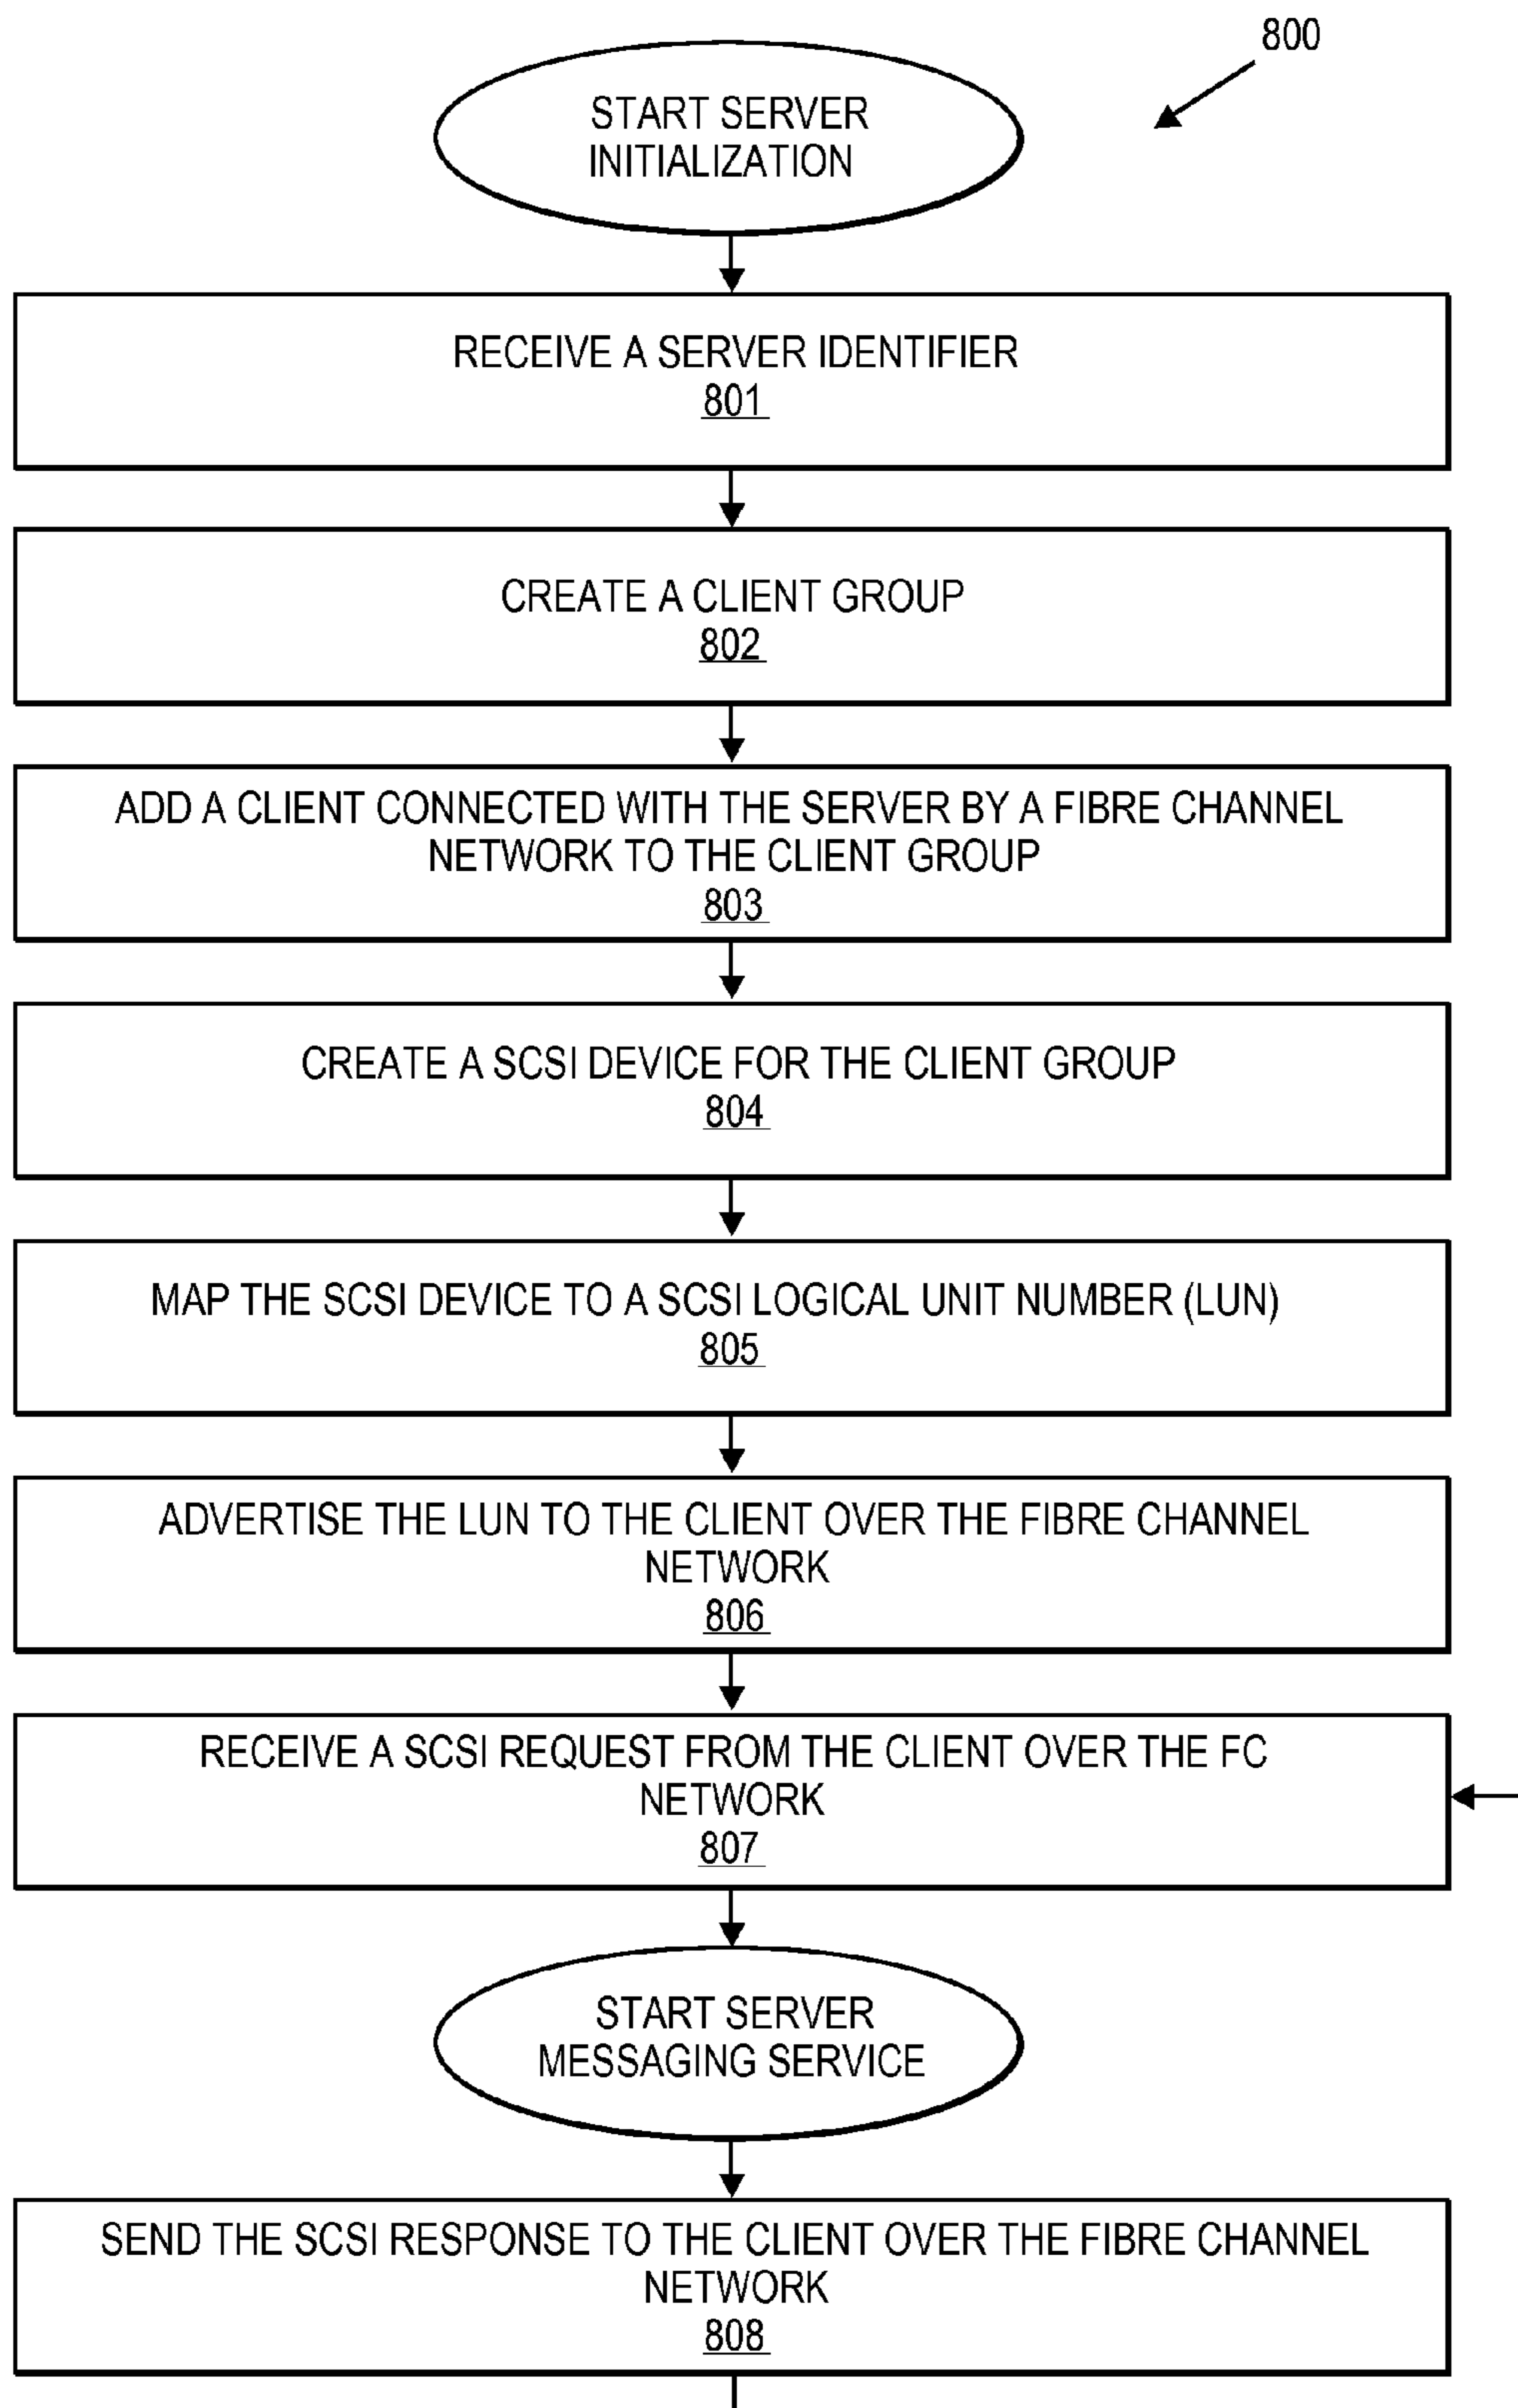 800
START SERVER
INITIALIZATION
RECEIVE A SERVER IDENTIFIER
801
CREATE A CLIENT GROUP
802
ADD A CLIENT CONNECTED WITH THE SERVER BY A FIBRE CHANNEL
NETWORK TO THE CLIENT GROUP
803
CREATE A SCSI DEVICE FOR THE CLIENT GROUP
804
MAP THE SCSI DEVICE TO A SCSI LOGICAL UNIT NUMBER (LUN)
805
ADVERTISE THE LUN TO THE CLIENT OVER THE FIBRE CHANNEL
NETWORK
806
RECEIVE A SCSI REQUEST FROM THE CLIENT OVER THE FC
NETWORK
807
START SERVER
MESSAGING SERVICE
SEND THE SCSI RESPONSE TO THE CLIENT OVER THE FIBRE CHANNEL
NETWORK
808